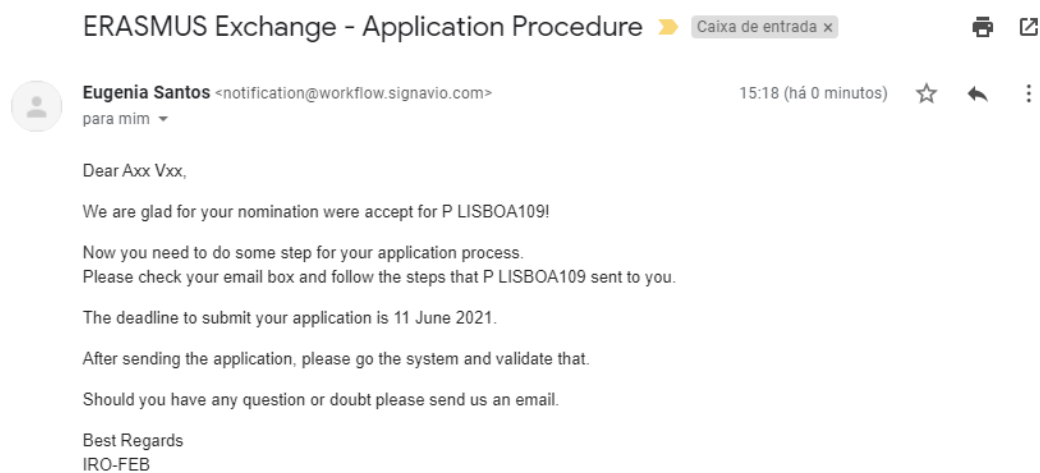 ERASMUS Exchange - Application Procedure Caixa de entrada x
Eugenia Santos <notification@workflow.signavio.com> 15:18 (há 0 minutos)
para mim
Dear Axx Vxx,
We are glad for your nomination were accept for P LISBOA109!
Now you need to do some step for your application process.
Please check your email box and follow the steps that P LISBOA109 sent to you.
The deadline to submit your application is 11 June 2021.
After sending the application, please go the system and validate that.
Should you have any question or doubt please send us an email.
Best Regards
IRO-FEB